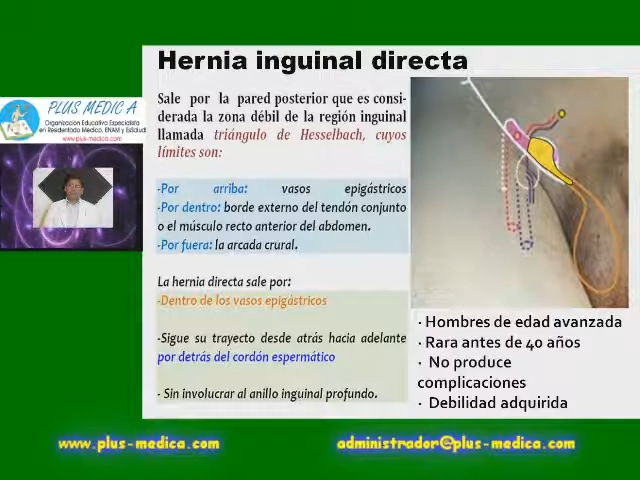 Hernia inguinal directa
PLUS MEDIC A
Organización Educativa Especialista
en Residentado Medico, ENAM y EsSalud
www.plus-medica.com
Sale por la pared posterior que es consi-
derada la zona débil de la región inguinal
llamada triángulo de Hesselbach, cuyos
límites son:
-Por arriba: vasos epigástricos
-Por dentro: borde externo del tendón conjunto
o el músculo recto anterior del abdomen.
-Por fuera: la arcada crural.
La hernia directa sale por:
-Dentro de los vasos epigástricos
-Sigue su trayecto desde atrás hacia adelante
por detrás del cordón espermático
- Sin involucrar al anillo inguinal profundo.
· Hombres de edad avanzada
· Rara antes de 40 años
· No produce
complicaciones
· Debilidad adquirida
www.plus-medica.com
administrador@plus-medica.com